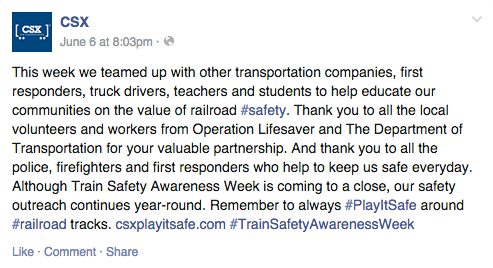 [CSX]
CSX
June 6 at 8:03pm ·
This week we teamed up with other transportation companies, first
responders, truck drivers, teachers and students to help educate our
communities on the value of railroad #safety. Thank you to all the local
volunteers and workers from Operation Lifesaver and The Department of
Transportation for your valuable partnership. And thank you to all the
police, firefighters and first responders who help to keep us safe everyday.
Although Train Safety Awareness Week is coming to a close, our safety
outreach continues year-round. Remember to always #PlayItSafe around
#railroad tracks. csxplayitsafe.com #TrainSafetyAwarenessWeek
Like · Comment · Share